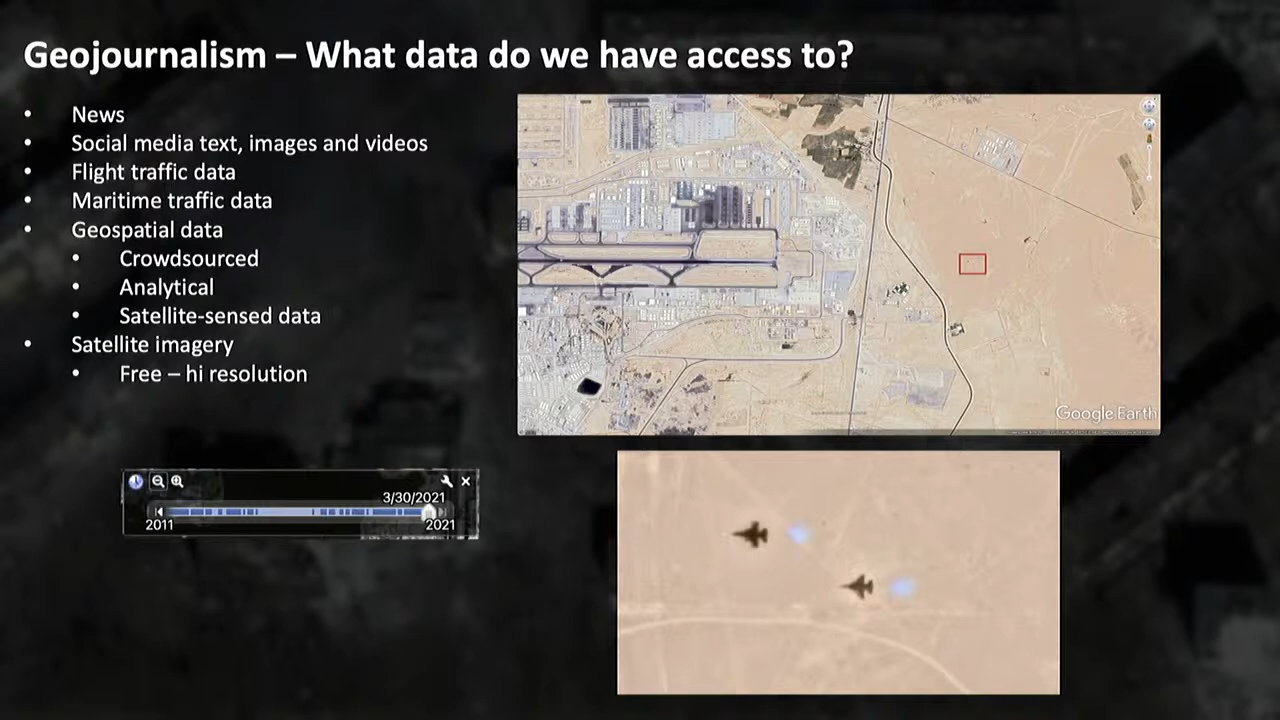 Geojournalism – What data do we have access to?
• News
• Social media text, images and videos
• Flight traffic data
• Maritime traffic data
• Geospatial data
• Crowdsourced
• Analytical
• Satellite-sensed data
• Satellite imagery
• Free – hi resolution
Google Earth
3/30/2021
2011
2021